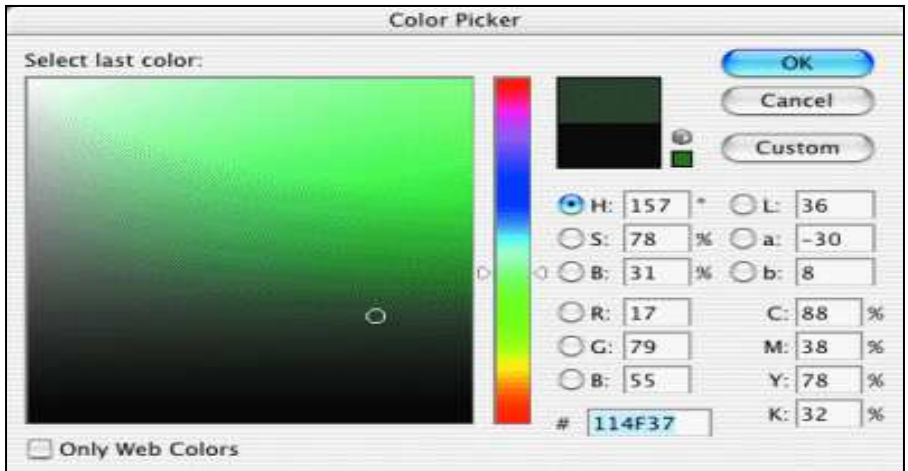 Color Picker
Select last color:
OK
Cancel
Custom
H: 157 °
L: 36
S: 78 %
a: -30
B: 31 %
b: 8
R: 17
C: 88 %
G: 79
M: 38 %
B: 55
Y: 78 %
# 114F37
K: 32 %
Only Web Colors